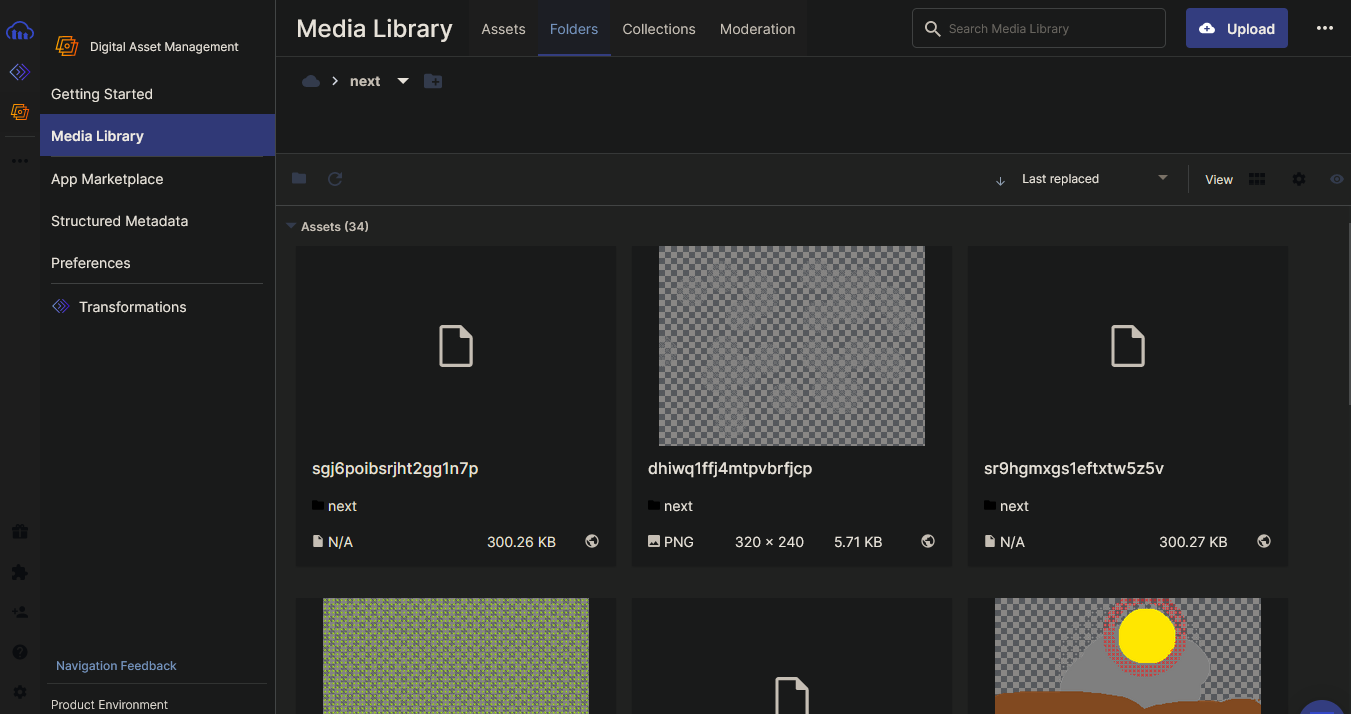 Digital Asset Management
Getting Started
Media Library
App Marketplace
Structured Metadata
Preferences
Transformations
Navigation Feedback
Product Environment
Media Library
Assets
Folders
Collections
Moderation
Search Media Library
Upload
next
Last replaced
View
Assets (34)
sgj6poibsrjht2gg1n7p
next
N/A 300.26 KB
dhiwq1ffj4mtpvbrfjcp
next
PNG 320 × 240 5.71 KB
sr9hgmxgs1eftxtw5z5v
next
N/A 300.27 KB